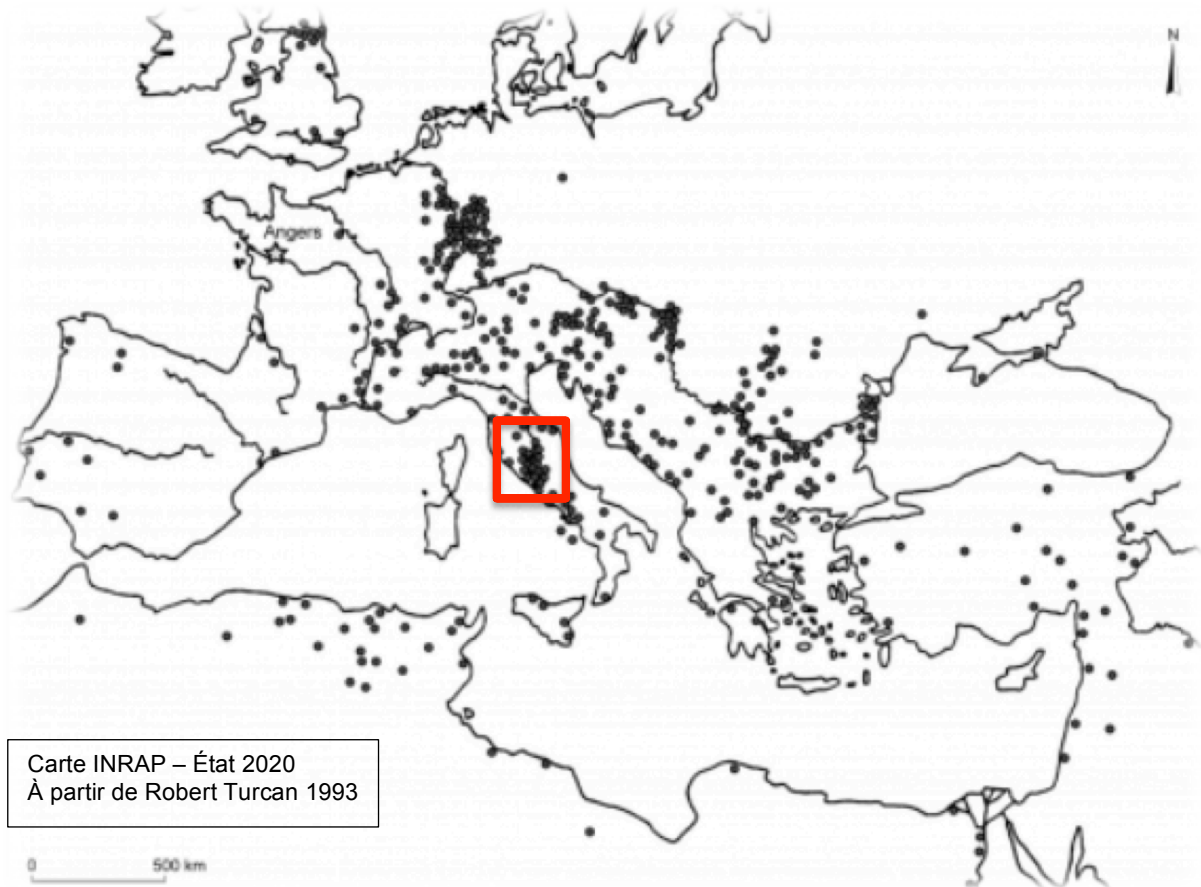 N
Angers
Carte INRAP – État 2020
À partir de Robert Turcan 1993
0 500 km